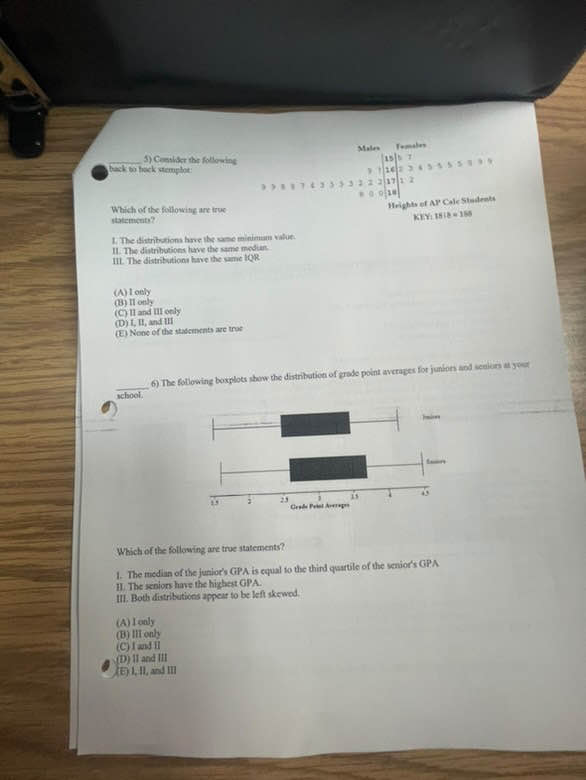 Males Females
_____ 5) Consider the following
back to back stemplot:
|15|6 7
9 7 |16|2 3 4 5 5 5 5 8 9 9
9 9 8 8 7 4 3 3 3 3 2 2 2 |17|1 2
8 0 0 |18|
Heights of AP Calc Students
KEY: 18|8 = 188
Which of the following are true
statements?
I. The distributions have the same minimum value.
II. The distributions have the same median.
III. The distributions have the same IQR
(A) I only
(B) II only
(C) II and III only
(D) I, II, and III
(E) None of the statements are true
_____ 6) The following boxplots show the distribution of grade point averages for juniors and seniors at your
school.
Juniors
Seniors
1.5 2 2.5 3 3.5 4 4.5
Grade Point Averages
Which of the following are true statements?
I. The median of the junior's GPA is equal to the third quartile of the senior's GPA
II. The seniors have the highest GPA.
III. Both distributions appear to be left skewed.
(A) I only
(B) III only
(C) I and II
(D) II and III
(E) I, II, and III